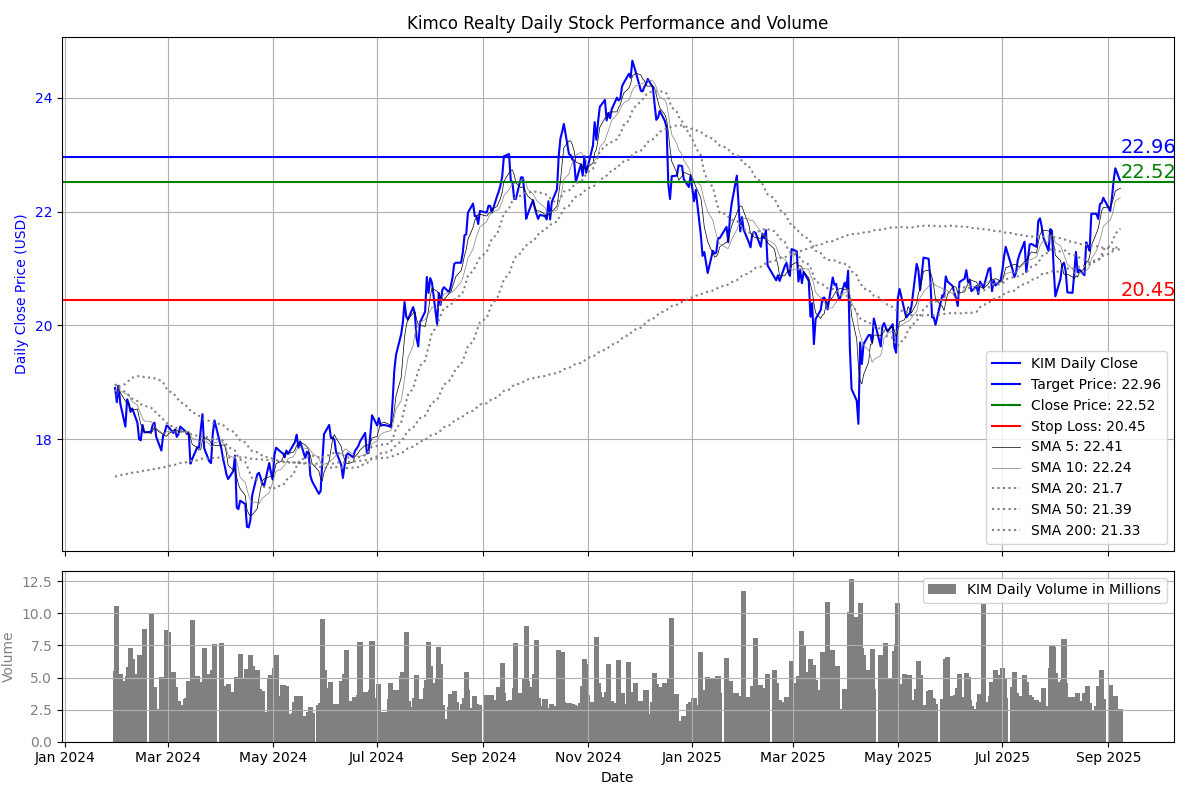 Kimco Realty Daily Stock Performance and Volume
Daily Close Price (USD)
24
22
20
18
22.96
22.52
20.45
KIM Daily Close
Target Price: 22.96
Close Price: 22.52
Stop Loss: 20.45
SMA 5: 22.41
SMA 10: 22.24
SMA 20: 21.7
SMA 50: 21.39
SMA 200: 21.33
Volume
12.5
10.0
7.5
5.0
2.5
0.0
KIM Daily Volume in Millions
Jan 2024 Mar 2024 May 2024 Jul 2024 Sep 2024 Nov 2024 Jan 2025 Mar 2025 May 2025 Jul 2025 Sep 2025
Date